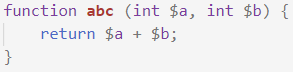 function abc (int $a, int $b) {
    return $a + $b;
}